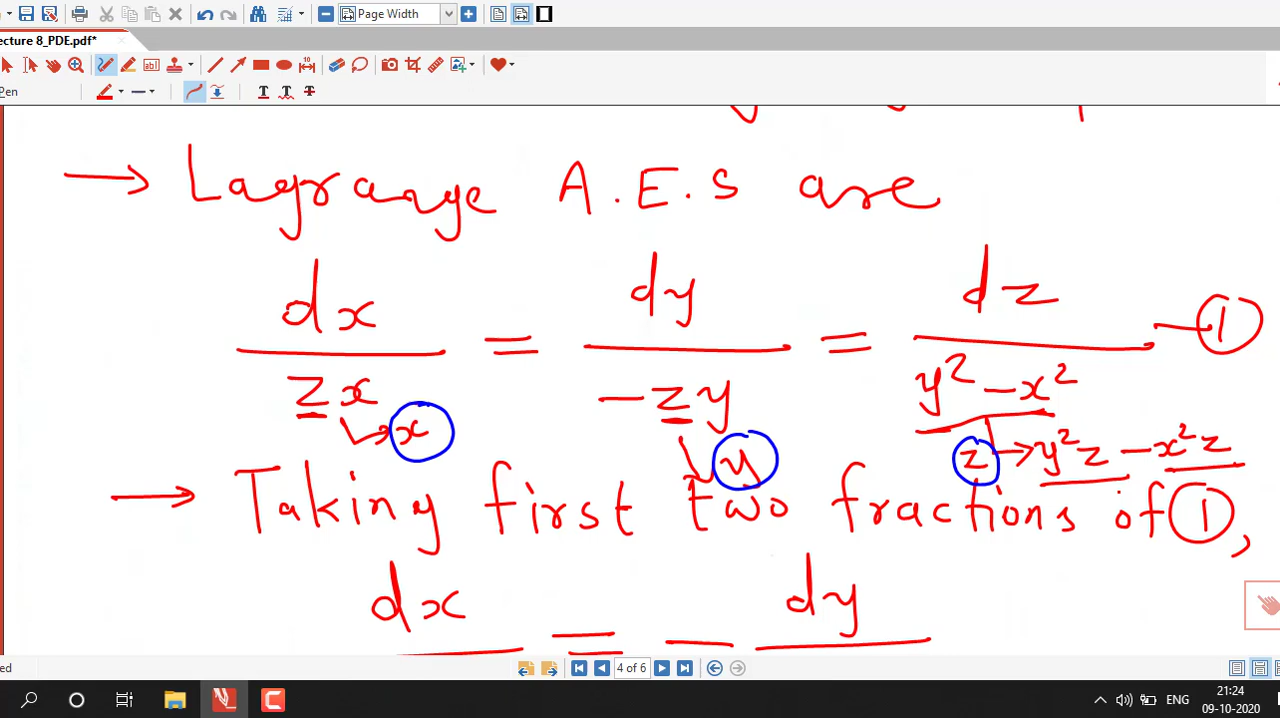 Page Width
ecture 8_PDE.pdf*
Pen
→ Lagrange A.E.S are
dx/zx = dy/-zy = dz/y²-x² — ①
x y z → y²z - x²z
→ Taking first two fractions of ①,
dx = - dy
4 of 6
ENG
21:24
09-10-2020